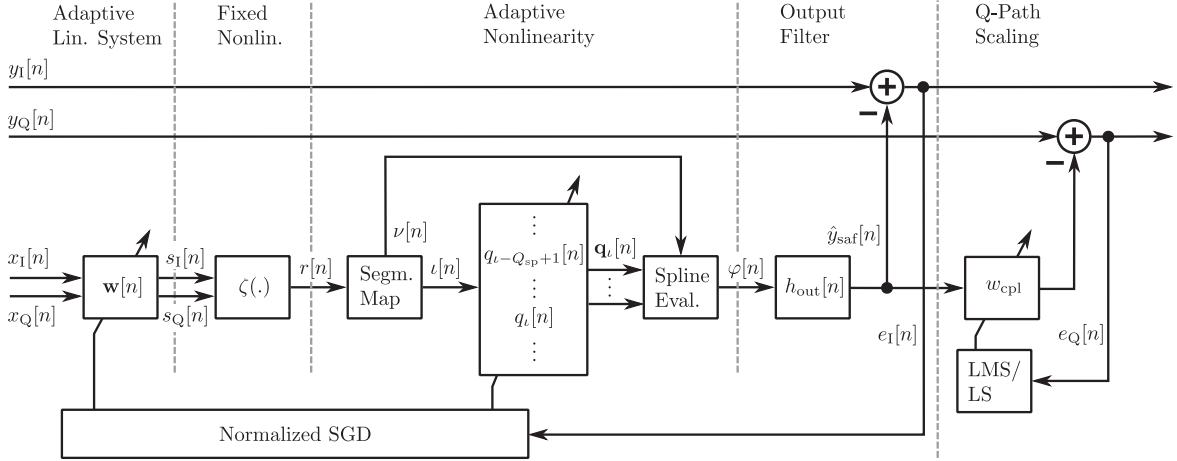 Adaptive
Lin. System
Fixed
Nonlin.
Adaptive
Nonlinearity
Output
Filter
Q-Path
Scaling
y_I[n]
y_Q[n]
+
−
+
−
x_I[n]
x_Q[n]
w[n]
s_I[n]
s_Q[n]
ζ(.)
r[n]
Segm.
Map
ν[n]
ι[n]
⋮
q_{ι−Q_sp+1}[n]
⋮
q_ι[n]
⋮
𝐪_ι[n]
⋮
Spline
Eval.
φ[n]
h_out[n]
ŷ_saf[n]
e_I[n]
w_cpl
e_Q[n]
LMS/
LS
Normalized SGD